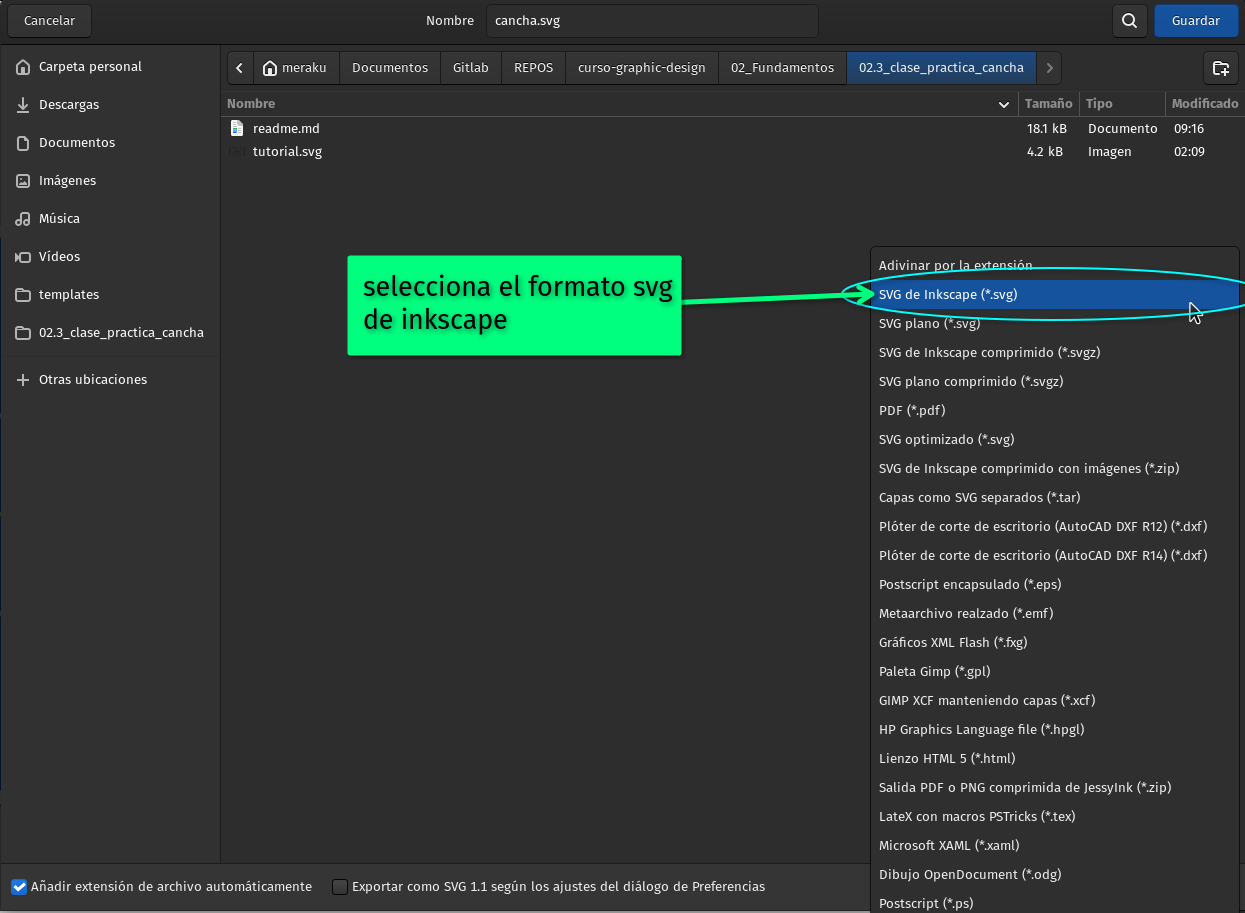 Cancelar
Nombre
cancha.svg
Guardar
Carpeta personal
Descargas
Documentos
Imágenes
Música
Vídeos
templates
02.3_clase_practica_cancha
Otras ubicaciones
meraku
Documentos
Gitlab
REPOS
curso-graphic-design
02_Fundamentos
02.3_clase_practica_cancha
Nombre
Tamaño
Tipo
Modificado
readme.md
18.1 kB
Documento
09:16
tutorial.svg
4.2 kB
Imagen
02:09
selecciona el formato svg
de inkscape
Adivinar por la extensión
SVG de Inkscape (*.svg)
SVG plano (*.svg)
SVG de Inkscape comprimido (*.svgz)
SVG plano comprimido (*.svgz)
PDF (*.pdf)
SVG optimizado (*.svg)
SVG de Inkscape comprimido con imágenes (*.zip)
Capas como SVG separados (*.tar)
Plóter de corte de escritorio (AutoCAD DXF R12) (*.dxf)
Plóter de corte de escritorio (AutoCAD DXF R14) (*.dxf)
Postscript encapsulado (*.eps)
Metaarchivo realzado (*.emf)
Gráficos XML Flash (*.fxg)
Paleta Gimp (*.gpl)
GIMP XCF manteniendo capas (*.xcf)
HP Graphics Language file (*.hpgl)
Lienzo HTML 5 (*.html)
Salida PDF o PNG comprimida de JessyInk (*.zip)
LateX con macros PSTricks (*.tex)
Microsoft XAML (*.xaml)
Dibujo OpenDocument (*.odg)
Postscript (*.ps)
Añadir extensión de archivo automáticamente
Exportar como SVG 1.1 según los ajustes del diálogo de Preferencias